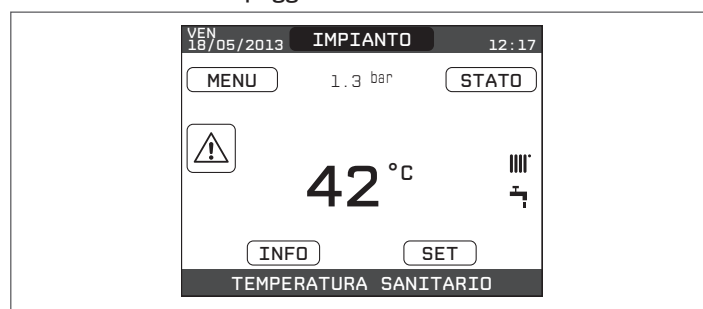 VEN
18/05/2013 IMPIANTO 12:17
MENU 1.3 bar STATO
42 °C
INFO SET
TEMPERATURA SANITARIO